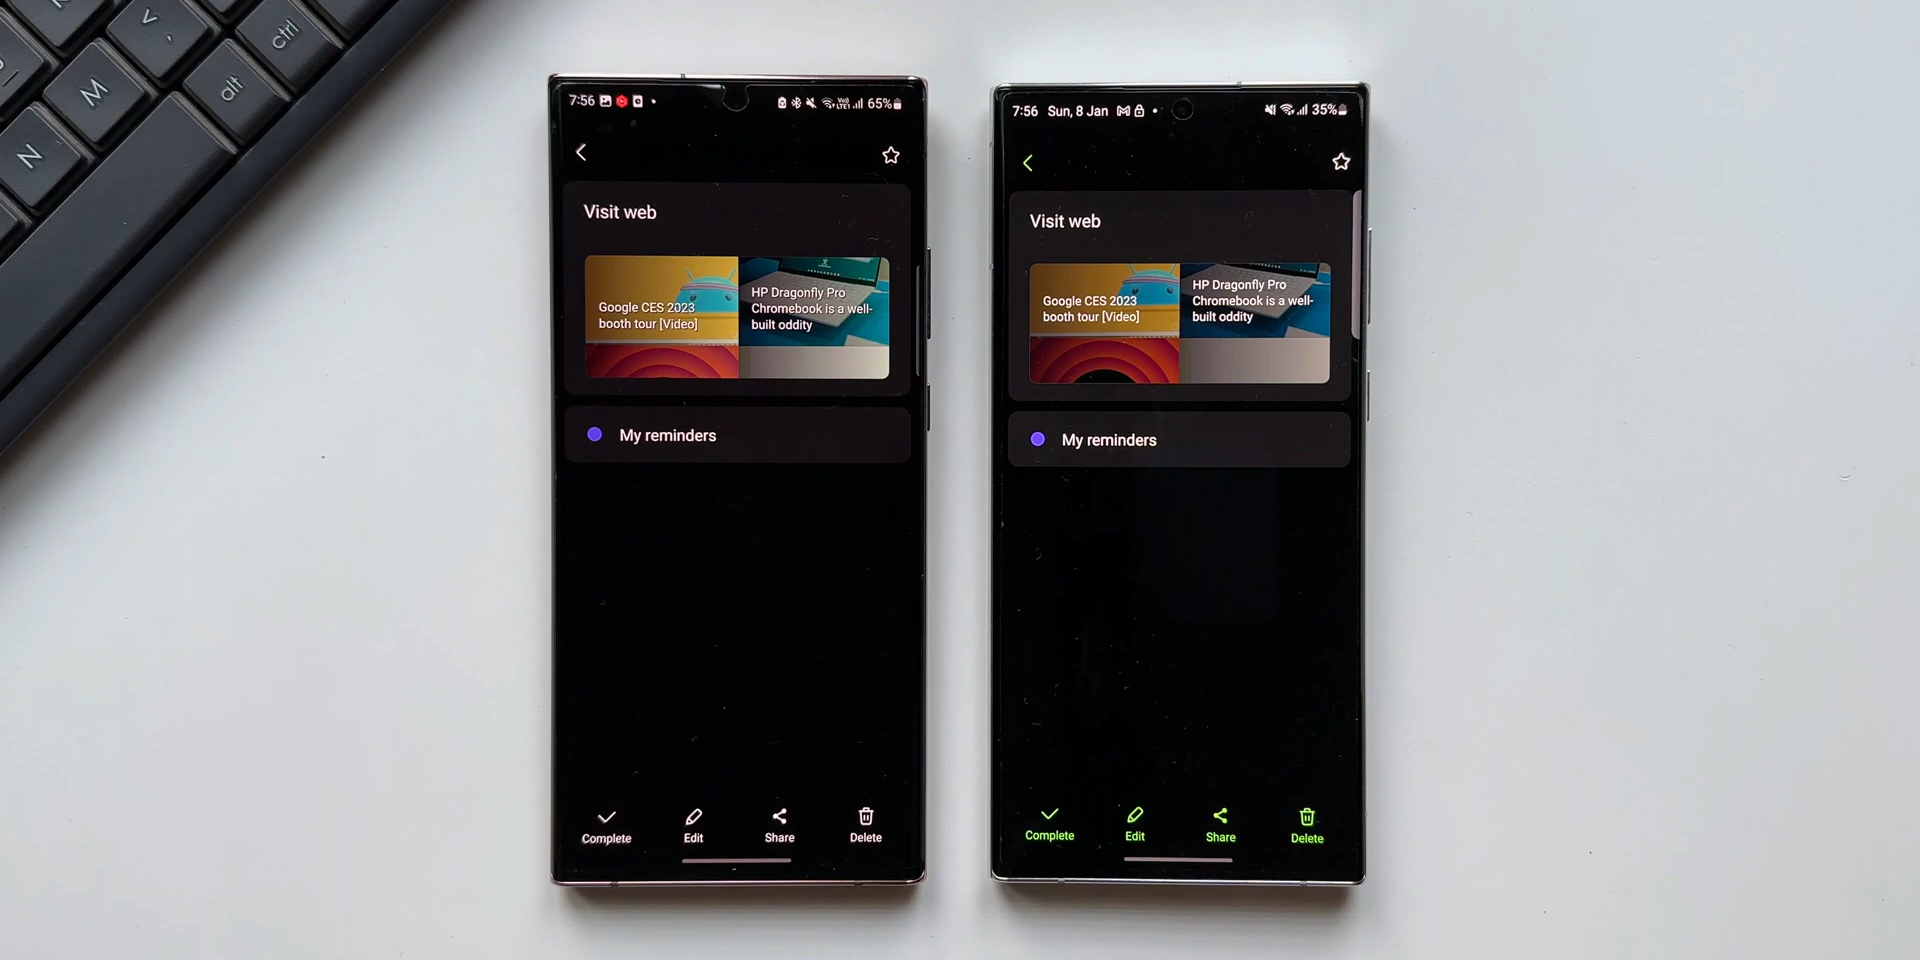 ctrl
alt
M
N
7:56
65%
Visit web
Google CES 2023
booth tour [Video]
HP Dragonfly Pro
Chromebook is a well-
built oddity
My reminders
Complete
Edit
Share
Delete
7:56 Sun, 8 Jan
35%
Visit web
Google CES 2023
booth tour [Video]
HP Dragonfly Pro
Chromebook is a well-
built oddity
My reminders
Complete
Edit
Share
Delete